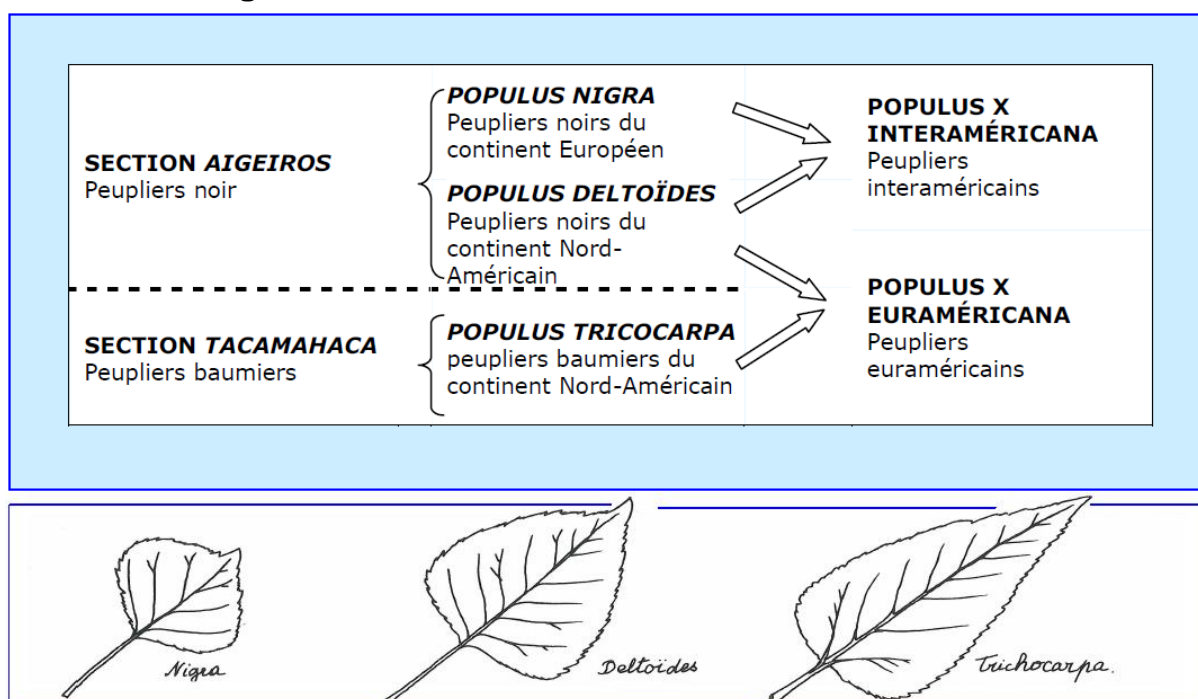 SECTION AIGEIROS
Peupliers noir
POPULUS NIGRA
Peupliers noirs du
continent Européen
POPULUS DELTOÏDES
Peupliers noirs du
continent Nord-
Américain
POPULUS X
INTERAMÉRICANA
Peupliers
interaméricains
SECTION TACAMAHACA
Peupliers baumiers
POPULUS TRICOCARPA
peupliers baumiers du
continent Nord-Américain
POPULUS X
EURAMÉRICANA
Peupliers
euraméricains
Nigra
Deltoïdes
Trichocarpa.